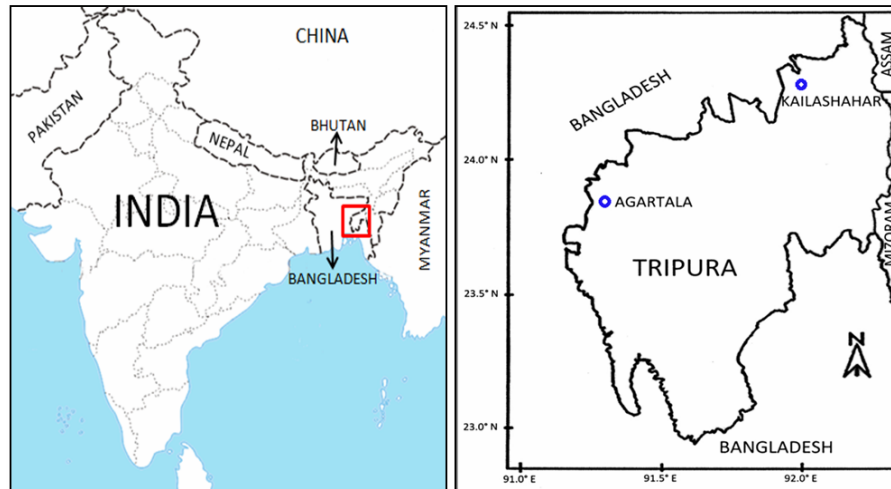 CHINA
PAKISTAN
NEPAL
BHUTAN
INDIA
MYANMAR
BANGLADESH
24.5° N
24.0° N
23.5° N
23.0° N
91.0° E
91.5° E
92.0° E
BANGLADESH
ASSAM
KAILASHAHAR
AGARTALA
MIZORAM
TRIPURA
N
BANGLADESH